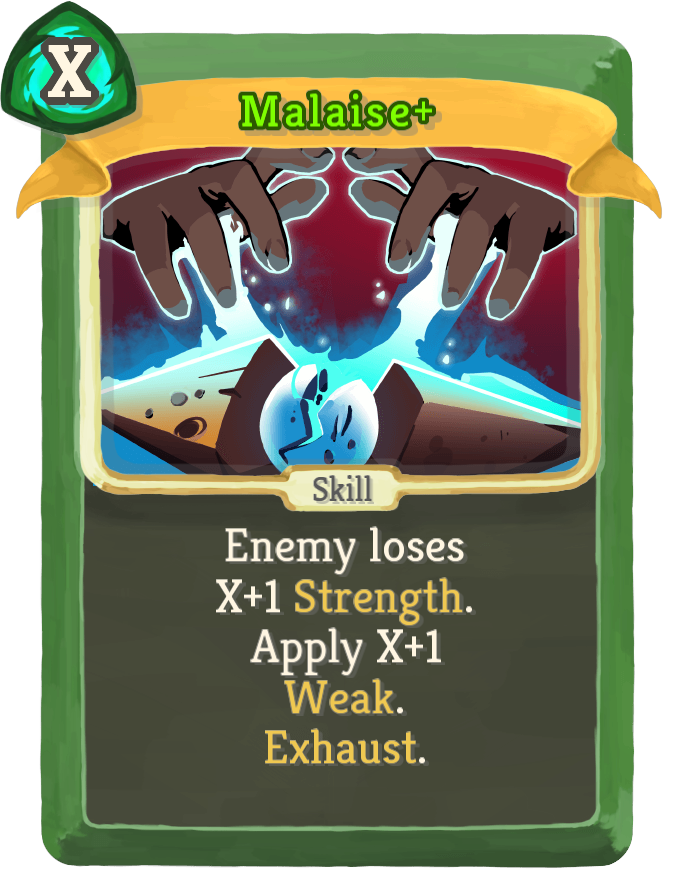 X
Malaise+
Skill
Enemy loses
X+1 Strength.
Apply X+1
Weak.
Exhaust.